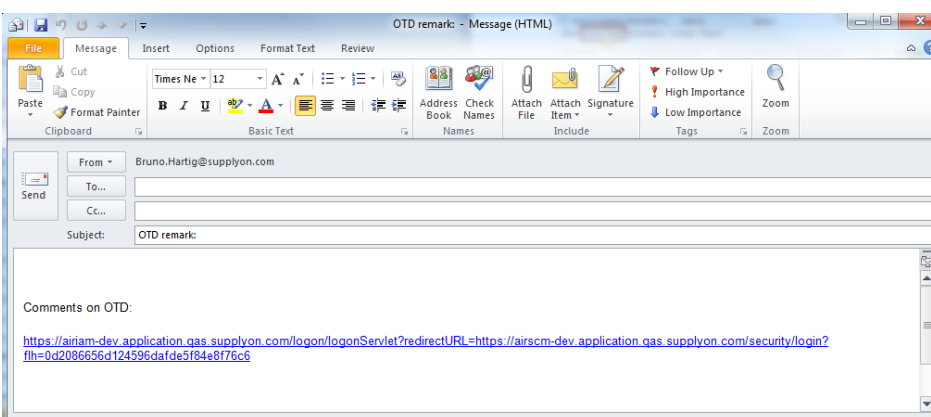 OTD remark: - Message (HTML)
File Message Insert Options Format Text Review
Cut
Copy
Format Painter
Paste
Times Ne 12
B I U
Address Book
Check Names
Attach File
Attach Item
Signature
Follow Up
High Importance
Low Importance
Zoom
Clipboard Basic Text Names Include Tags Zoom
From Bruno.Hartig@supplyon.com
To...
Send
Cc...
Subject: OTD remark:
Comments on OTD:
https://airiam-dev.application.qas.supplyon.com/logon/logonServlet?redirectURL=https://airscm-dev.application.qas.supplyon.com/security/login?
flh=0d2086656d124596dafde5f84e8f76c6